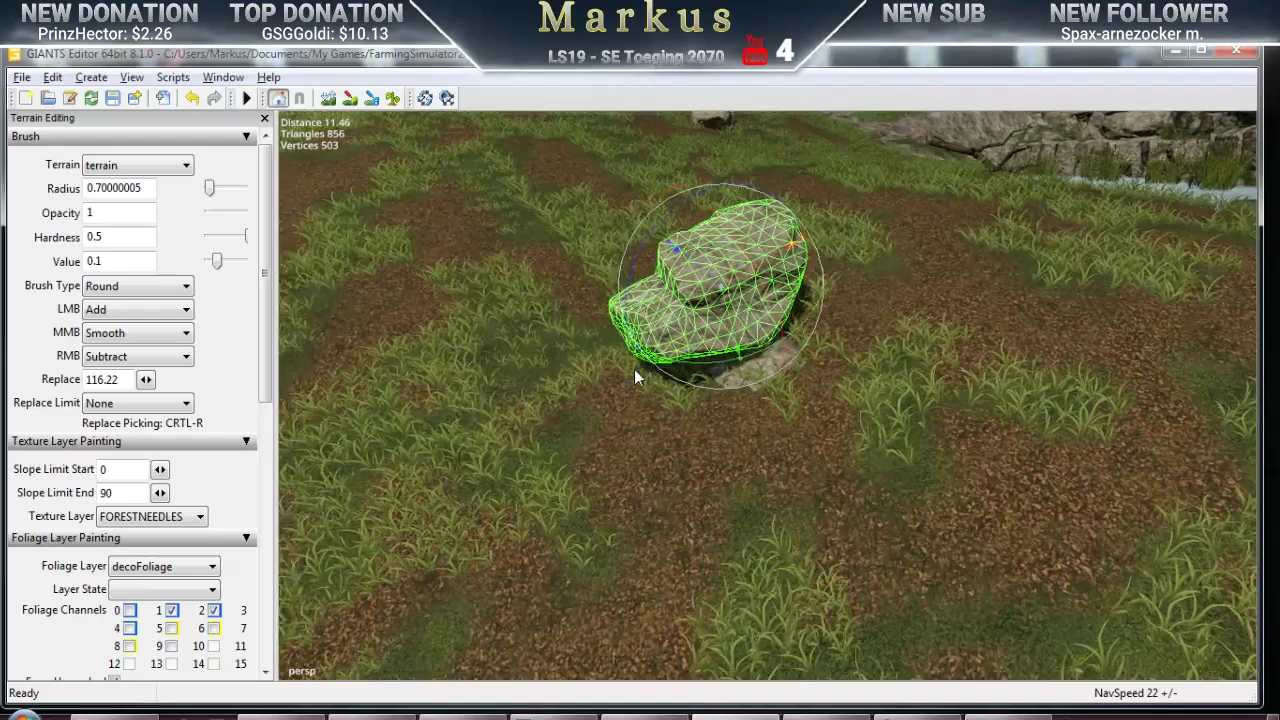 NEW DONATION
PrinzHector: $2.26
TOP DONATION
GSGGoldi: $10.13
Markus
LS19 - SE Toeging 2070
You Tube
4
NEW SUB
NEW FOLLOWER
Spax-arnezocker m.
GIANTS Editor 64bit 8.1.0 - C:/Users/Markus/Documents/My Games/FarmingSimulator2
File Edit Create View Scripts Window Help
Terrain Editing
Brush
Terrain terrain
Radius 0.70000005
Opacity 1
Hardness 0.5
Value 0.1
Brush Type Round
LMB Add
MMB Smooth
RMB Subtract
Replace 116.22
Replace Limit None
Replace Picking: CRTL-R
Texture Layer Painting
Slope Limit Start 0
Slope Limit End 90
Texture Layer FORESTNEEDLES
Foliage Layer Painting
Foliage Layer decoFoliage
Layer State
Foliage Channels 0 1 2 3
4 5 6 7
8 9 10 11
12 13 14 15
Distance 11.46
Triangles 856
Vertices 503
persp
Ready
NavSpeed 22 +/-